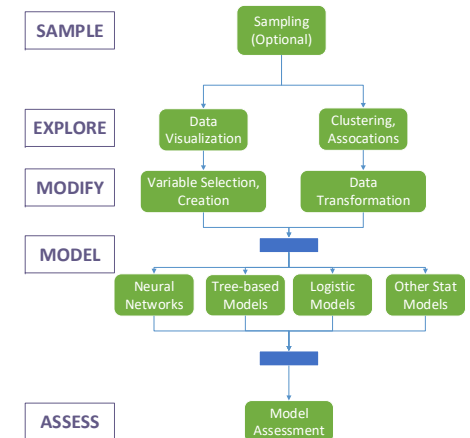 SAMPLE
Sampling
(Optional)
EXPLORE
Data
Visualization
Clustering,
Assocations
MODIFY
Variable Selection,
Creation
Data
Transformation
MODEL
Neural
Networks
Tree-based
Models
Logistic
Models
Other Stat
Models
ASSESS
Model
Assessment